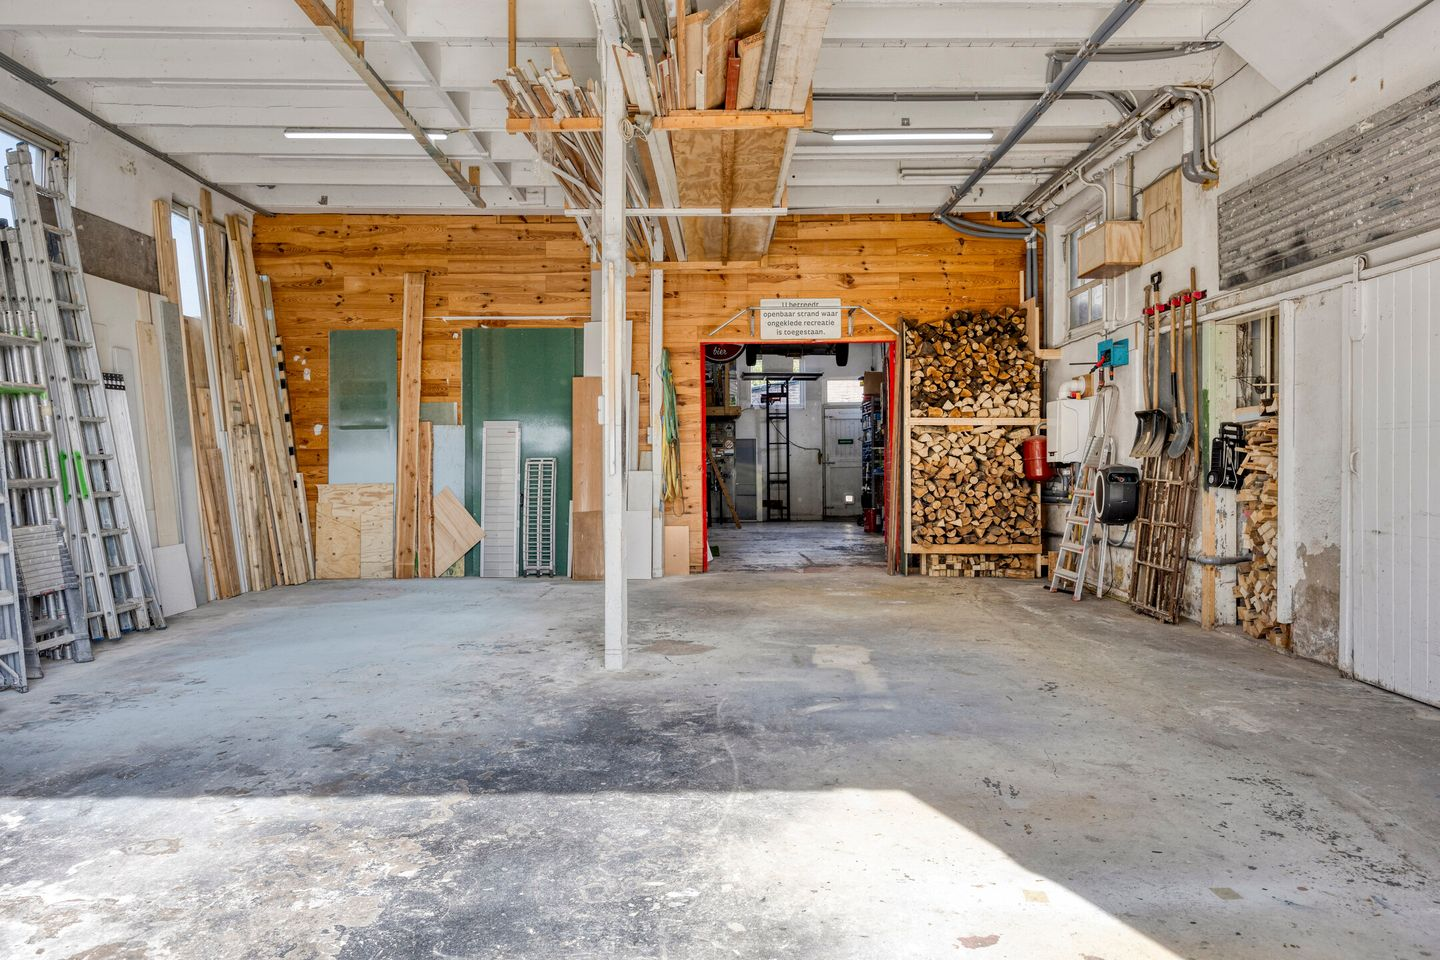 U betreedt
openbaar strand waar
ongeklede recreatie
is toegestaan.
bier